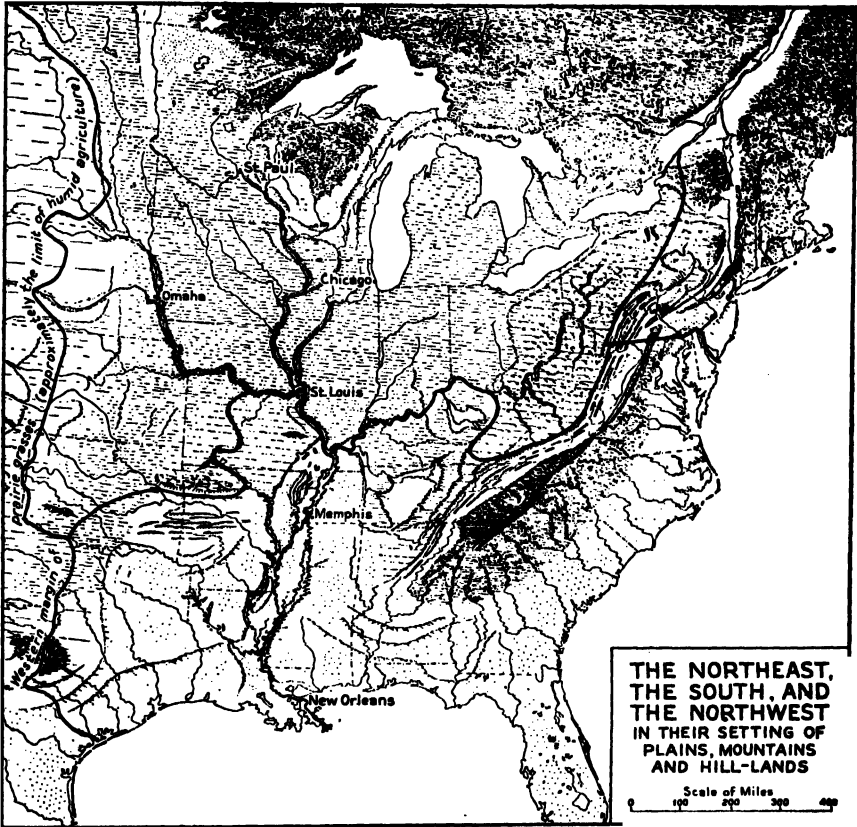 Western margin of prairie grasses (approximately the limit of humid agriculture)
St. Paul
Chicago
Omaha
St. Louis
Memphis
New Orleans
THE NORTHEAST,
THE SOUTH, AND
THE NORTHWEST
IN THEIR SETTING OF
PLAINS, MOUNTAINS
AND HILL-LANDS
Scale of Miles
0 100 200 300 400